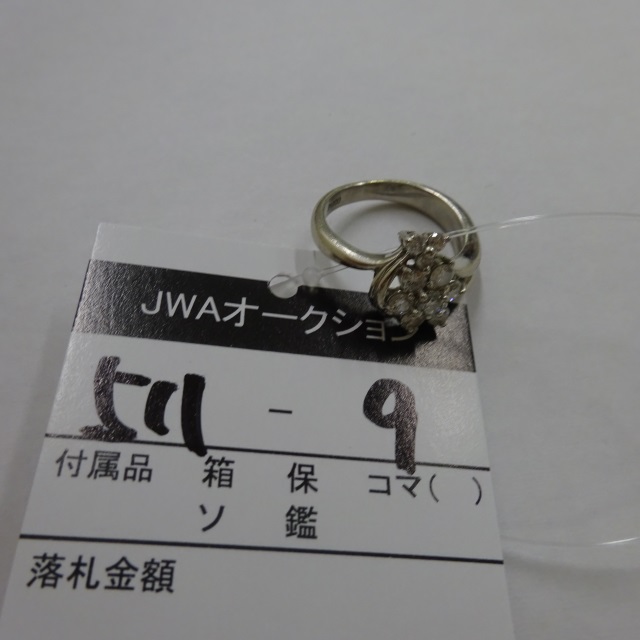 JWAオークション
511 - 9
付属品 箱 保 コマ( )
ソ 鑑
落札金額